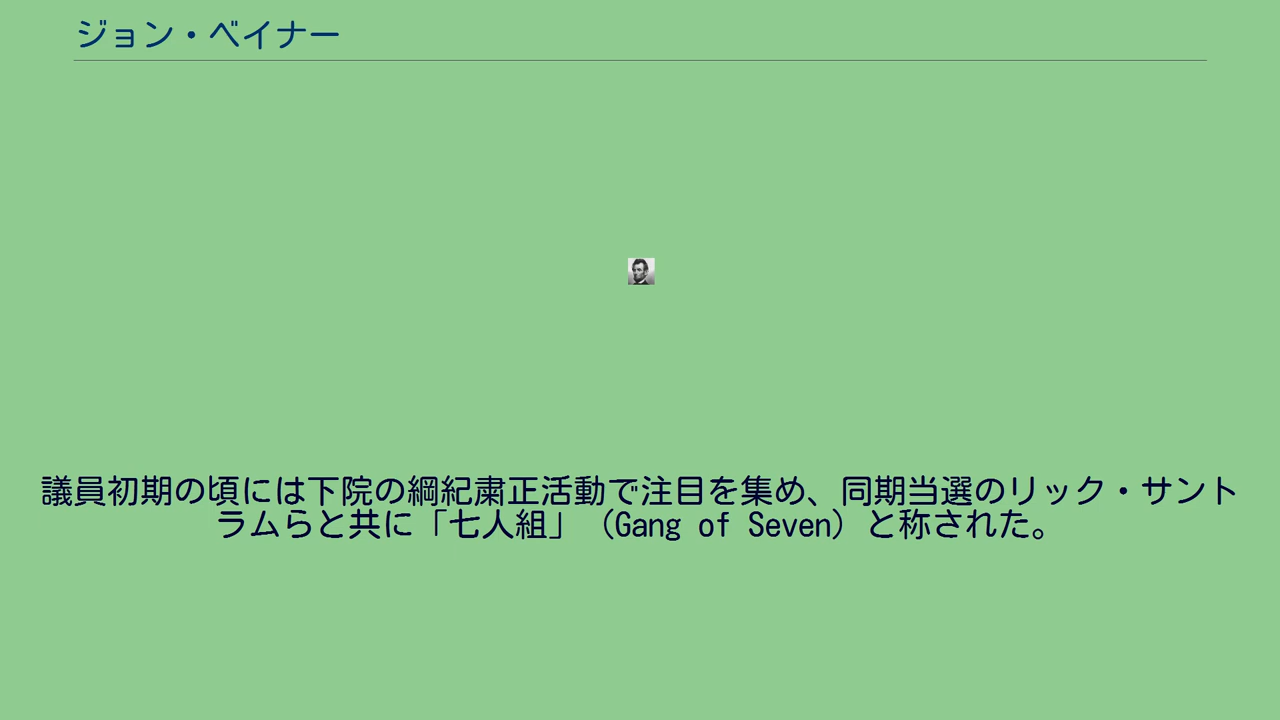 ジョン・ベイナー
議員初期の頃には下院の綱紀粛正活動で注目を集め、同期当選のリック・サント
ラムらと共に「七人組」（Gang of Seven）と称された。